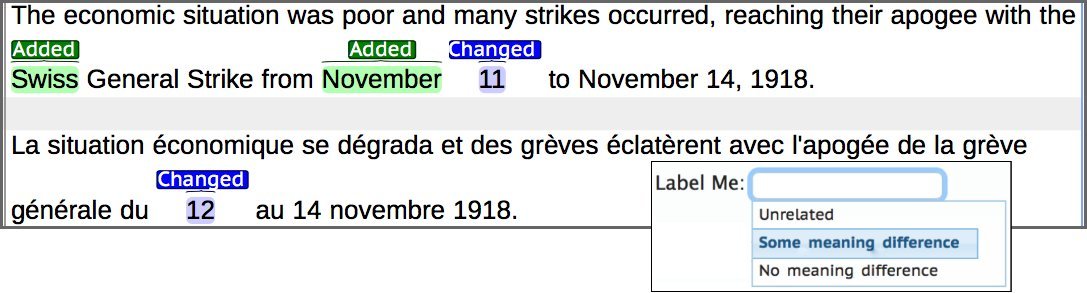 The economic situation was poor and many strikes occurred, reaching their apogee with the
Added Added Changed
Swiss General Strike from November 11 to November 14, 1918.
La situation économique se dégrada et des grèves éclatèrent avec l'apogée de la grève
Changed
générale du 12 au 14 novembre 1918.
Label Me:
Unrelated
Some meaning difference
No meaning difference